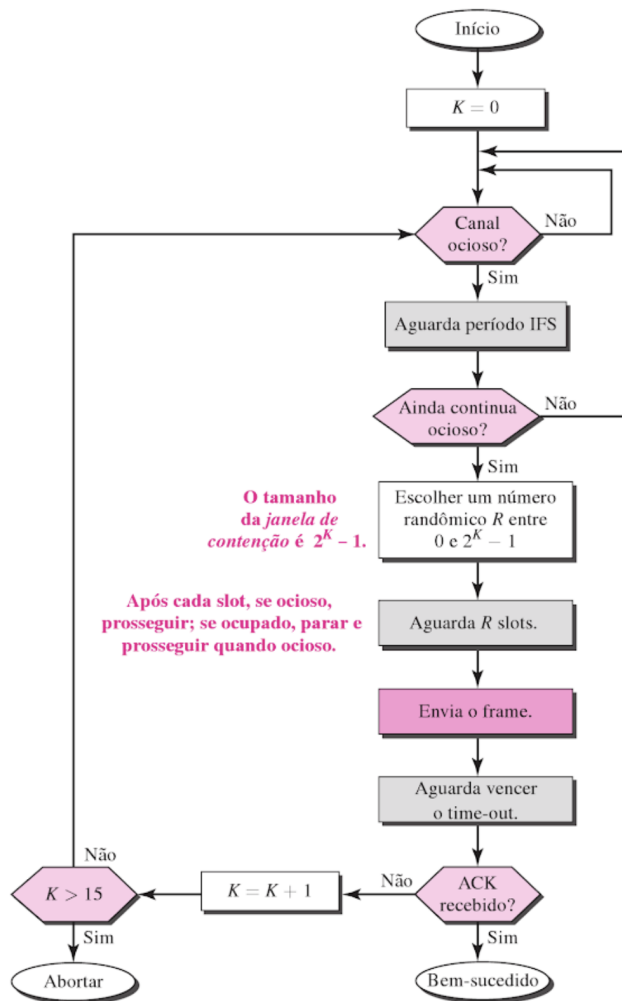 Início
K = 0
Canal
ocioso?
Não
Sim
Aguarda período IFS
Ainda continua
ocioso?
Não
Sim
O tamanho
da janela de
contenção é 2^K – 1.
Escolher um número
randômico R entre
0 e 2^K − 1
Após cada slot, se ocioso,
prosseguir; se ocupado, parar e
prosseguir quando ocioso.
Aguarda R slots.
Envia o frame.
Aguarda vencer
o time-out.
ACK
recebido?
Não
Sim
K = K + 1
K > 15
Não
Sim
Abortar
Bem-sucedido